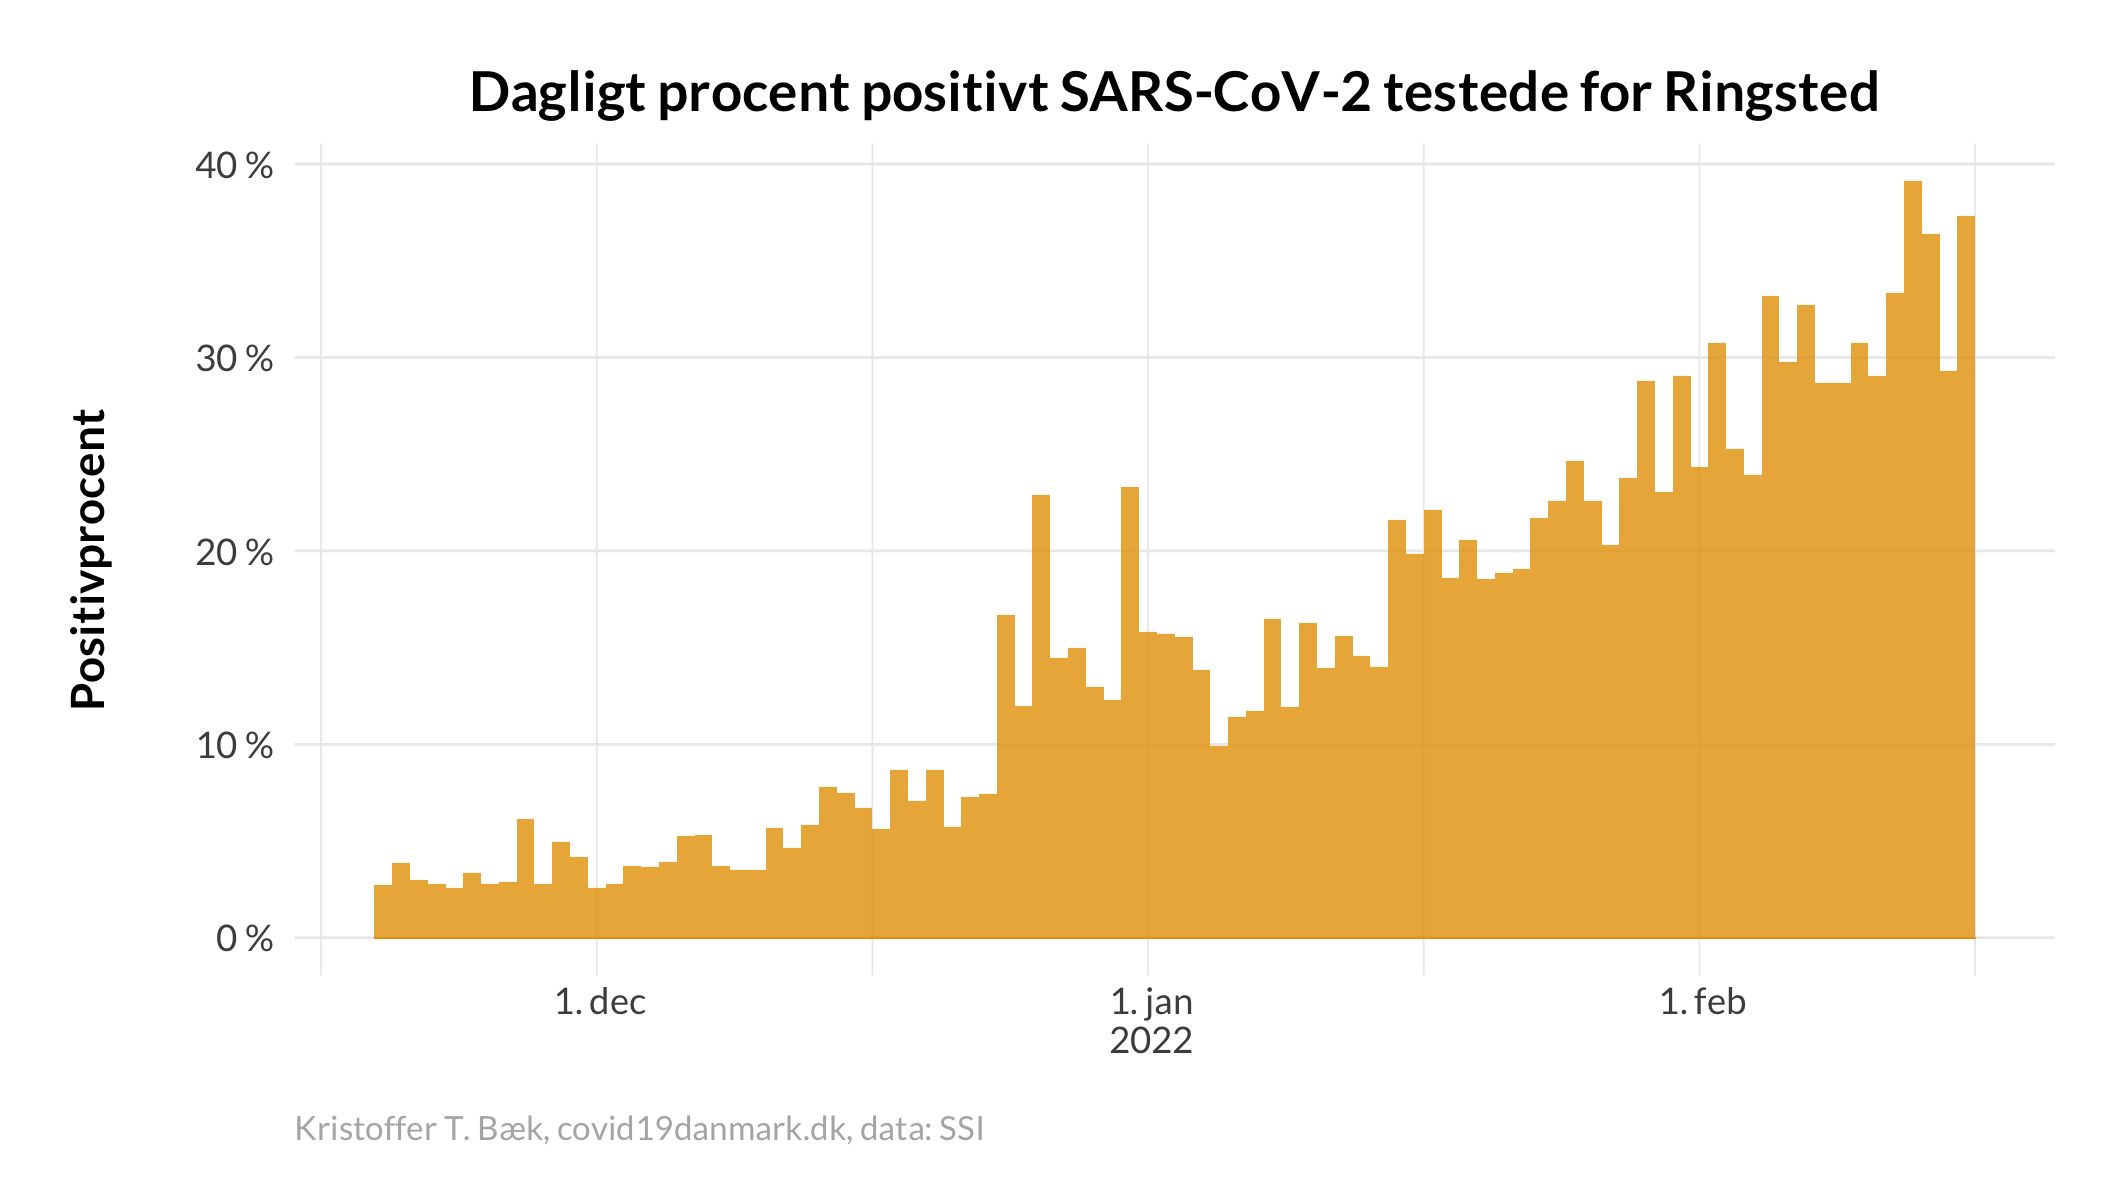 Dagligt procent positivt SARS-CoV-2 testede for Ringsted
Positivprocent
40 %
30 %
20 %
10 %
0 %
1. dec
1. jan
2022
1. feb
Kristoffer T. Bæk, covid19danmark.dk, data: SSI